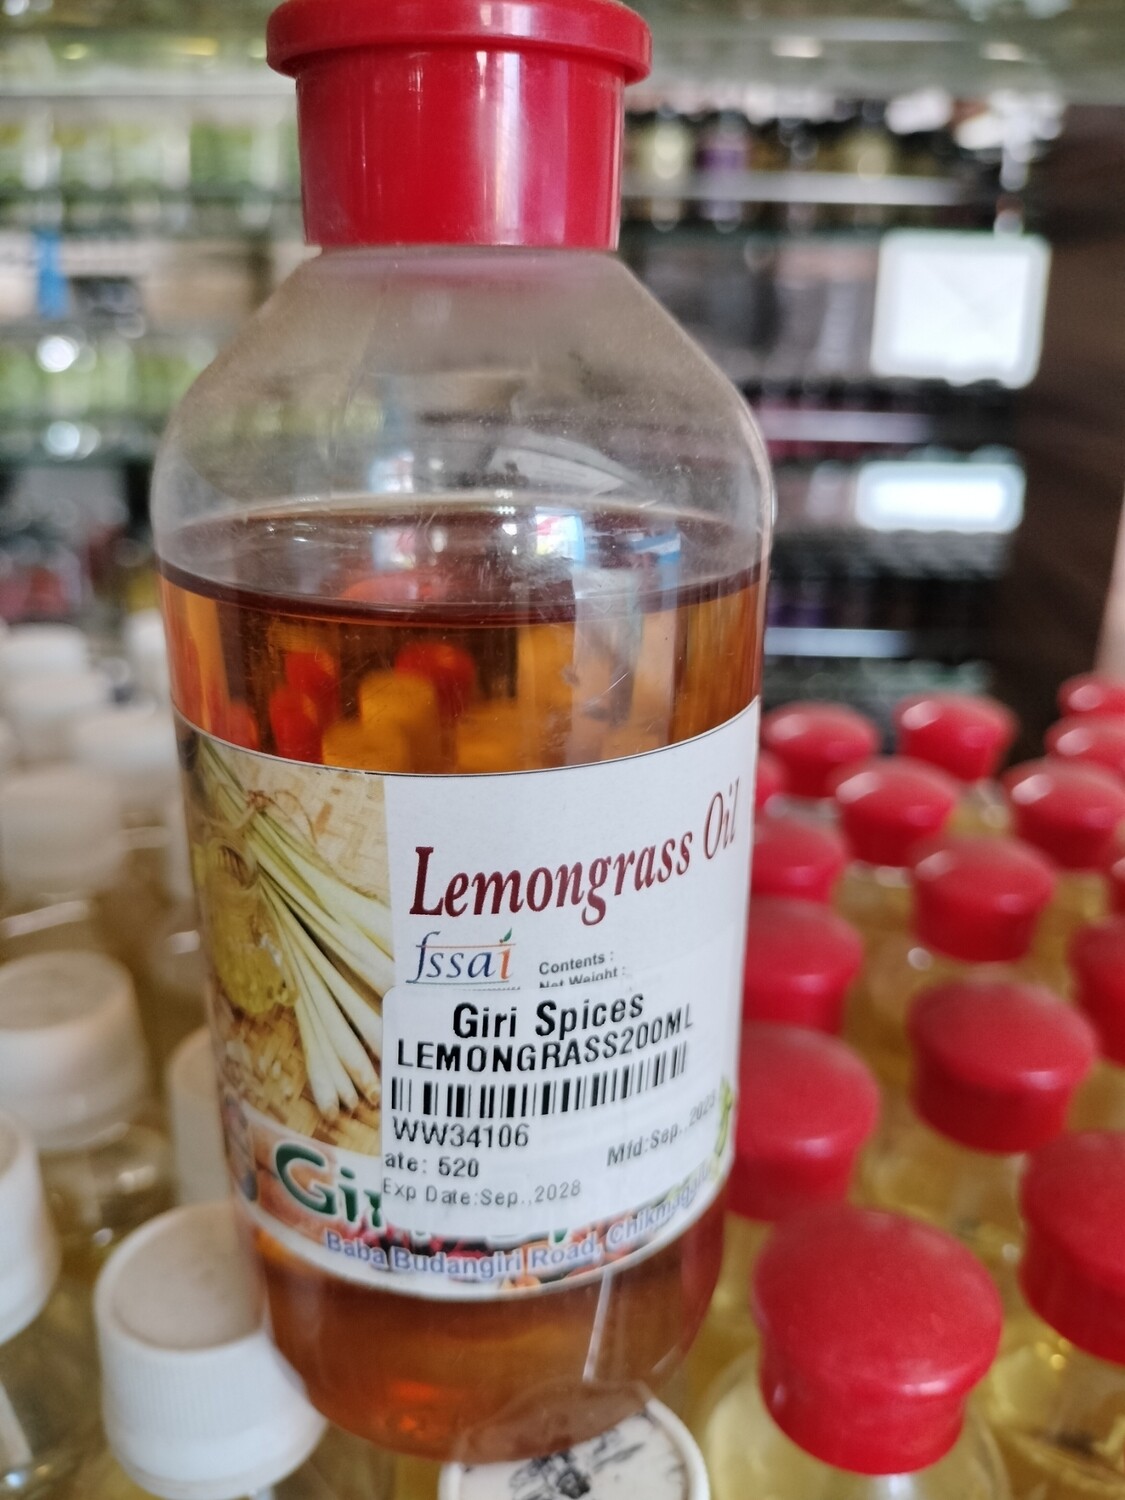 Lemongrass Oil
fssai
Contents :
Net Weight :
Giri Spices
LEMONGRASS200ML
WW34106
ate: 520
Mfd:Sep.,2023
Exp Date:Sep.,2028
Baba Budangiri Road,